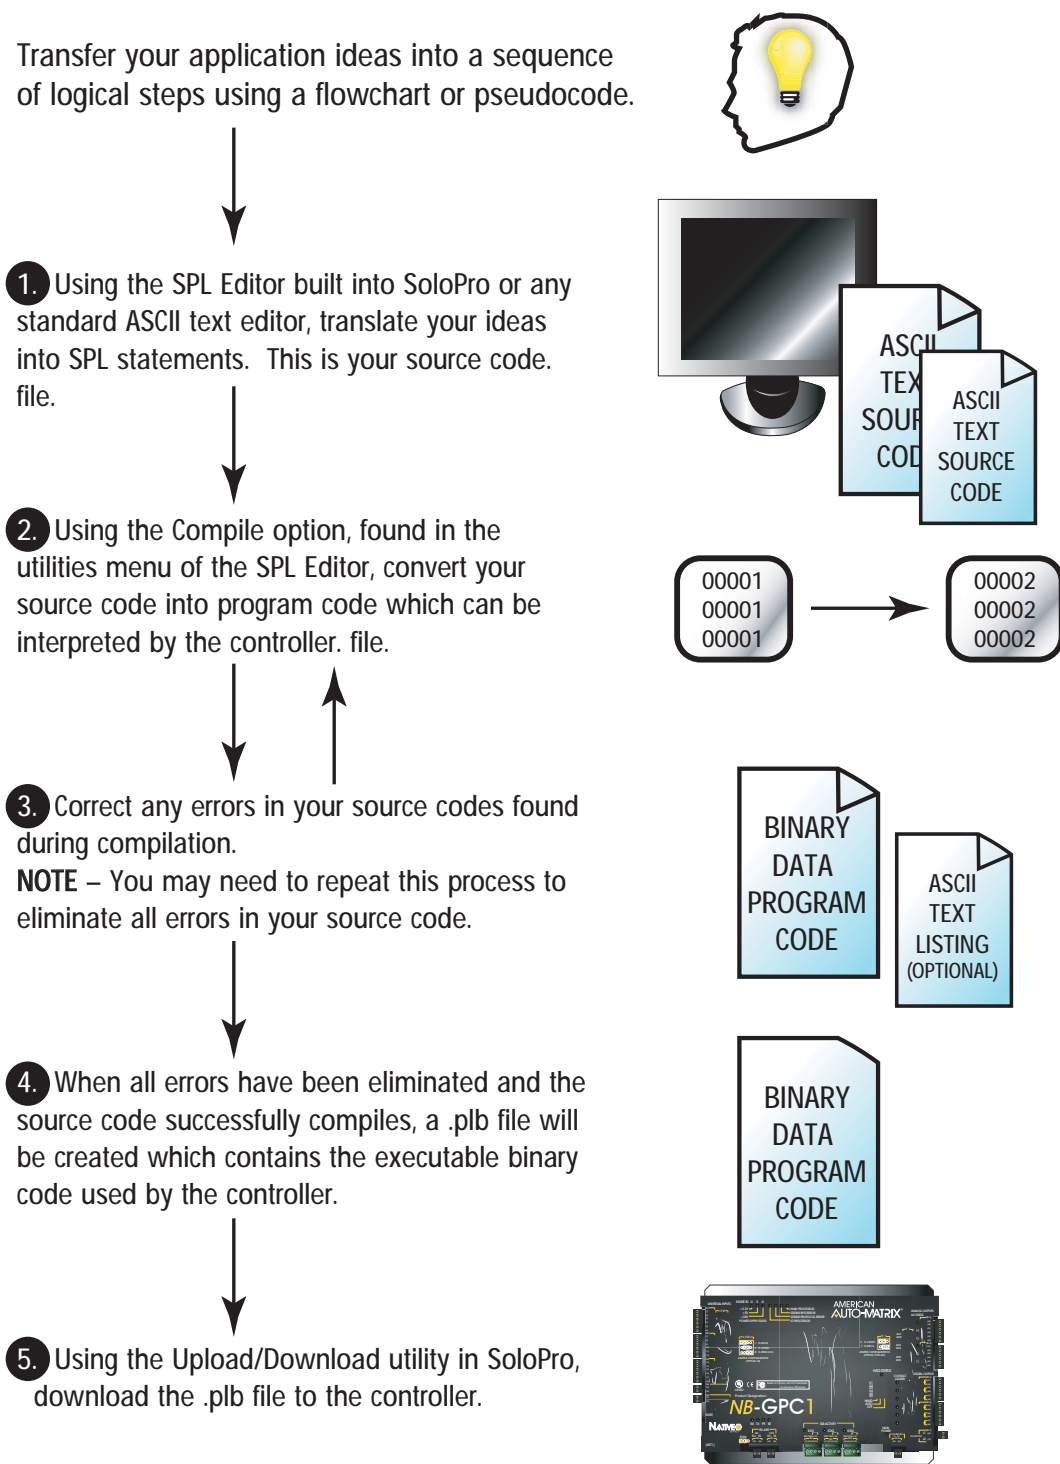 Transfer your application ideas into a sequence
of logical steps using a flowchart or pseudocode.
1. Using the SPL Editor built into SoloPro or any
standard ASCII text editor, translate your ideas
into SPL statements.  This is your source code.
file.
ASCII
TEX
SOUR
COD
ASCII
TEXT
SOURCE
CODE
2. Using the Compile option, found in the
utilities menu of the SPL Editor, convert your
source code into program code which can be
interpreted by the controller. file.
00001
00001
00001
00002
00002
00002
3. Correct any errors in your source codes found
during compilation.
NOTE – You may need to repeat this process to
eliminate all errors in your source code.
BINARY
DATA
PROGRAM
CODE
ASCII
TEXT
LISTING
(OPTIONAL)
4. When all errors have been eliminated and the
source code successfully compiles, a .plb file will
be created which contains the executable binary
code used by the controller.
BINARY
DATA
PROGRAM
CODE
5. Using the Upload/Download utility in SoloPro,
download the .plb file to the controller.
AMERICAN
AUTO-MATRIX
UNIVERSAL INPUTS
NB-GPC1
NATIVE